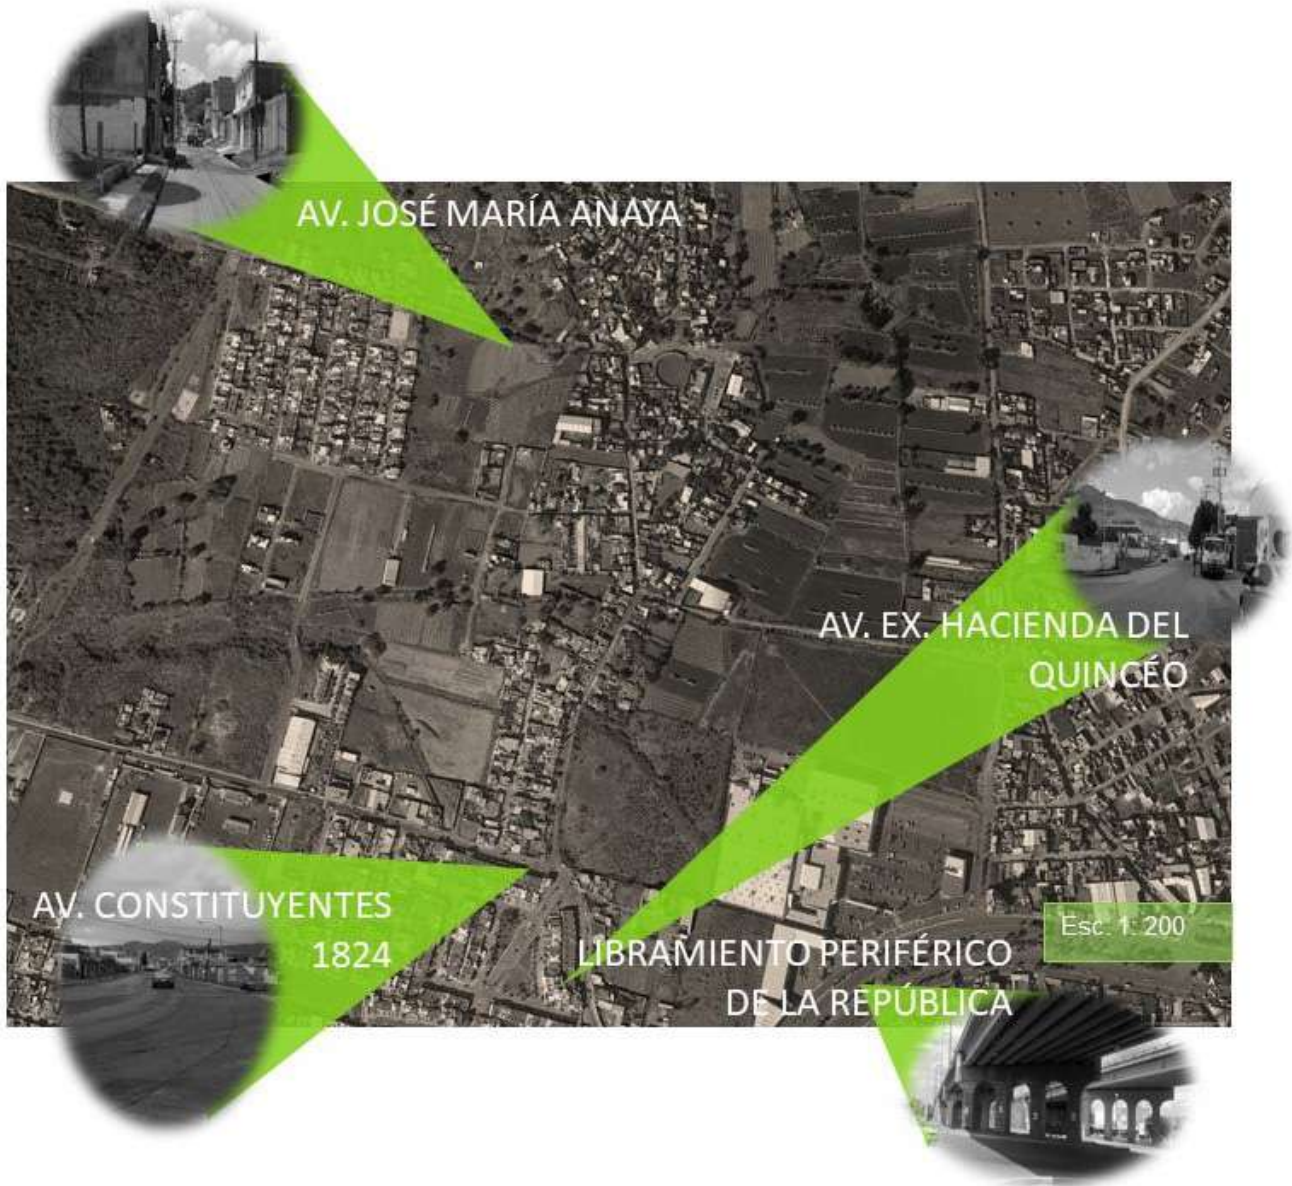 AV. JOSÉ MARÍA ANAYA
AV. EX. HACIENDA DEL
QUINCEO
AV. CONSTITUYENTES
1824
Esc. 1: 200
LIBRAMIENTO PERIFÉRICO
DE LA REPÚBLICA